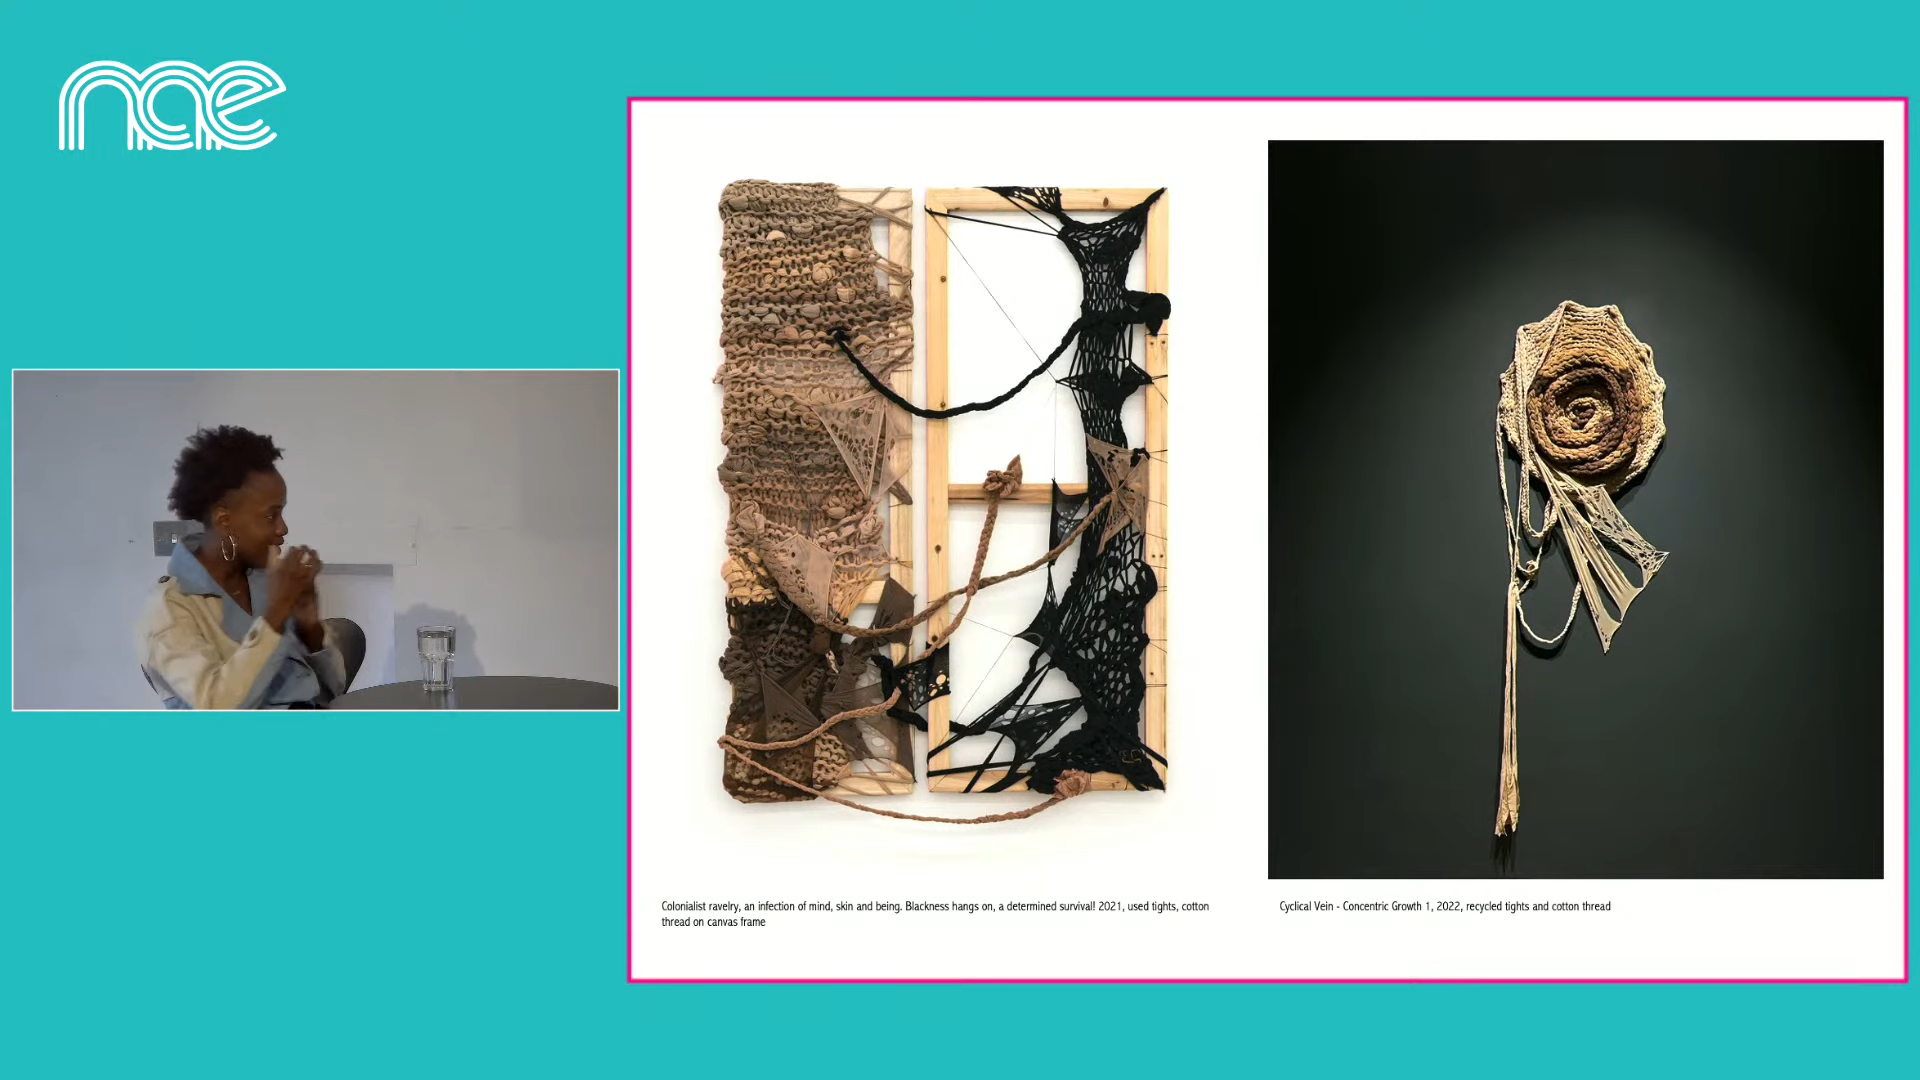 nae
Colonialist ravelry, an infection of mind, skin and being. Blackness hangs on, a determined survival! 2021, used tights, cotton
thread on canvas frame
Cyclical Vein - Concentric Growth 1, 2022, recycled tights and cotton thread